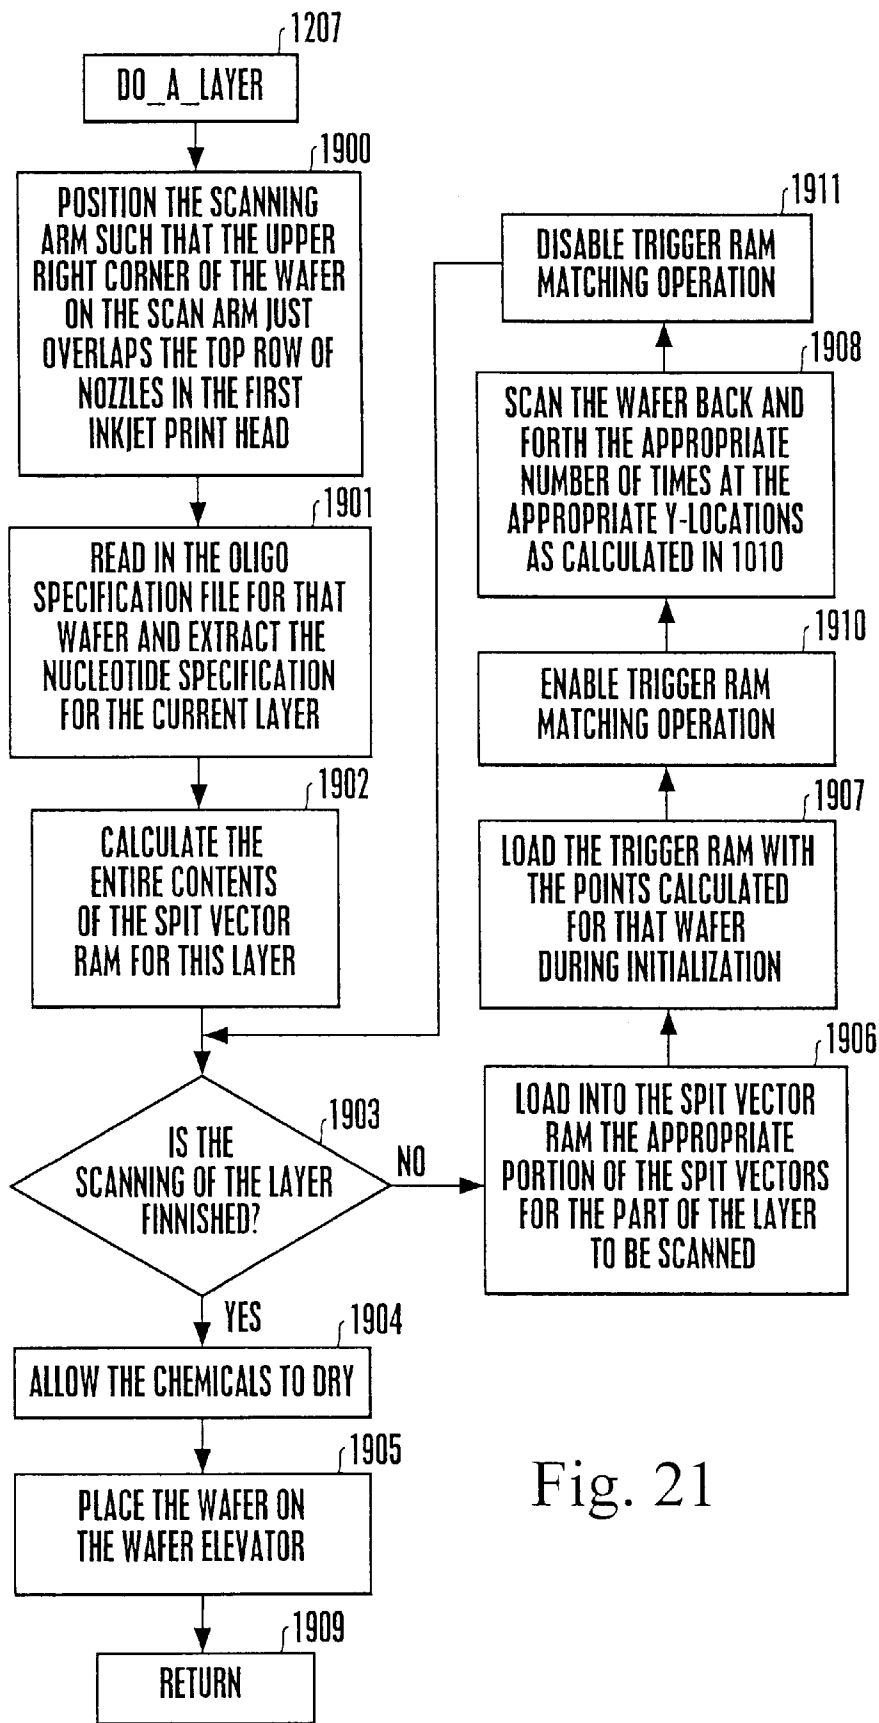 1207
DO_A_LAYER
1900
POSITION THE SCANNING
ARM SUCH THAT THE UPPER
RIGHT CORNER OF THE WAFER
ON THE SCAN ARM JUST
OVERLAPS THE TOP ROW OF
NOZZLES IN THE FIRST
INKJET PRINT HEAD
1901
READ IN THE OLIGO
SPECIFICATION FILE FOR THAT
WAFER AND EXTRACT THE
NUCLEOTIDE SPECIFICATION
FOR THE CURRENT LAYER
1902
CALCULATE THE
ENTIRE CONTENTS
OF THE SPIT VECTOR
RAM FOR THIS LAYER
1903
IS THE
SCANNING OF THE LAYER
FINNISHED?
NO
YES
1904
ALLOW THE CHEMICALS TO DRY
1905
PLACE THE WAFER ON
THE WAFER ELEVATOR
1909
RETURN
1911
DISABLE TRIGGER RAM
MATCHING OPERATION
1908
SCAN THE WAFER BACK AND
FORTH THE APPROPRIATE
NUMBER OF TIMES AT THE
APPROPRIATE Y-LOCATIONS
AS CALCULATED IN 1010
1910
ENABLE TRIGGER RAM
MATCHING OPERATION
1907
LOAD THE TRIGGER RAM WITH
THE POINTS CALCULATED
FOR THAT WAFER
DURING INITIALIZATION
1906
LOAD INTO THE SPIT VECTOR
RAM THE APPROPRIATE
PORTION OF THE SPIT VECTORS
FOR THE PART OF THE LAYER
TO BE SCANNED
Fig. 21